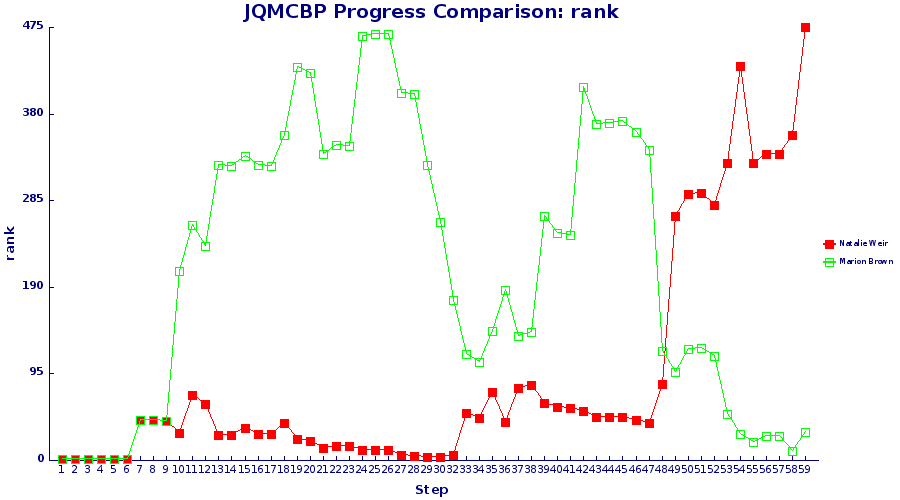 JQMCBP Progress Comparison: rank
475
380
285
190
95
0
rank
1 2 3 4 5 6 7 8 9 10 11 12 13 14 15 16 17 18 19 20 21 22 23 24 25 26 27 28 29 30 31 32 33 34 35 36 37 38 39 40 41 42 43 44 45 46 47 48 49 50 51 52 53 54 55 56 57 58 59
Step
Natalie Weir
Marion Brown